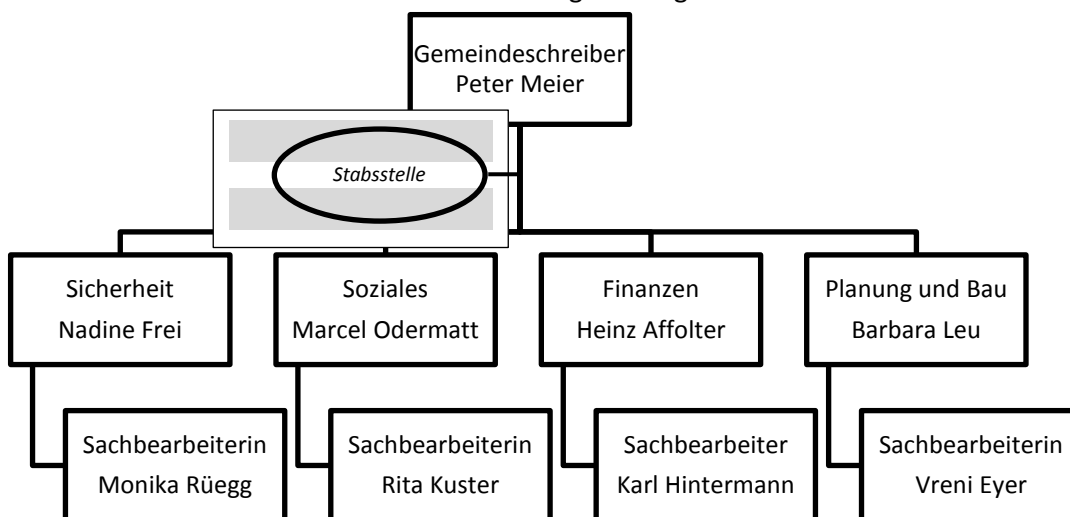 Gemeindeschreiber
Peter Meier
Stabsstelle
Sicherheit
Nadine Frei
Soziales
Marcel Odermatt
Finanzen
Heinz Affolter
Planung und Bau
Barbara Leu
Sachbearbeiterin
Monika Rüegg
Sachbearbeiterin
Rita Kuster
Sachbearbeiter
Karl Hintermann
Sachbearbeiterin
Vreni Eyer